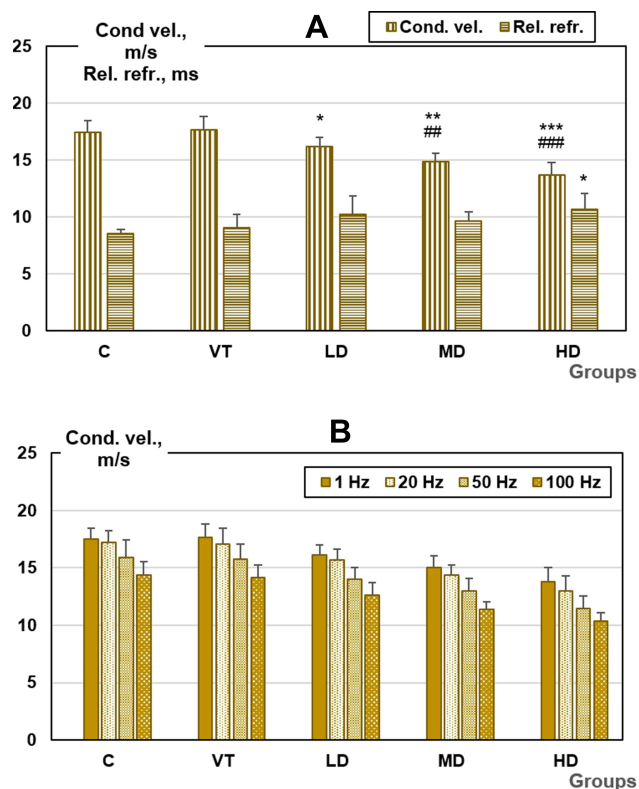 A
Cond vel.,
m/s
Rel. refr., ms
Cond. vel. Rel. refr.
25
20
15
10
5
0
*
**
##
***
###
*
C VT LD MD HD
Groups
B
Cond. vel.,
m/s
1 Hz 20 Hz 50 Hz 100 Hz
25
20
15
10
5
0
C VT LD MD HD
Groups